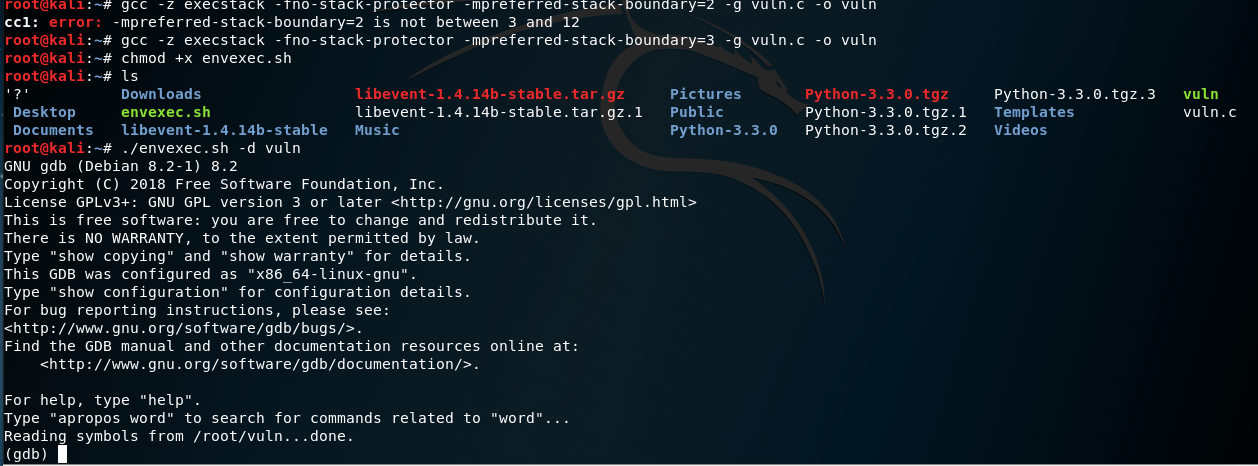 root@kali:~# gcc -z execstack -fno-stack-protector -mpreferred-stack-boundary=2 -g vuln.c -o vuln
cc1: error: -mpreferred-stack-boundary=2 is not between 3 and 12
root@kali:~# gcc -z execstack -fno-stack-protector -mpreferred-stack-boundary=3 -g vuln.c -o vuln
root@kali:~# chmod +x envexec.sh
root@kali:~# ls
'?' Downloads libevent-1.4.14b-stable.tar.gz Pictures Python-3.3.0.tgz Python-3.3.0.tgz.3 vuln
Desktop envexec.sh libevent-1.4.14b-stable.tar.gz.1 Public Python-3.3.0.tgz.1 Templates vuln.c
Documents libevent-1.4.14b-stable Music Python-3.3.0 Python-3.3.0.tgz.2 Videos
root@kali:~# ./envexec.sh -d vuln
GNU gdb (Debian 8.2-1) 8.2
Copyright (C) 2018 Free Software Foundation, Inc.
License GPLv3+: GNU GPL version 3 or later <http://gnu.org/licenses/gpl.html>
This is free software: you are free to change and redistribute it.
There is NO WARRANTY, to the extent permitted by law.
Type "show copying" and "show warranty" for details.
This GDB was configured as "x86_64-linux-gnu".
Type "show configuration" for configuration details.
For bug reporting instructions, please see:
<http://www.gnu.org/software/gdb/bugs/>.
Find the GDB manual and other documentation resources online at:
<http://www.gnu.org/software/gdb/documentation/>.
For help, type "help".
Type "apropos word" to search for commands related to "word"...
Reading symbols from /root/vuln...done.
(gdb)